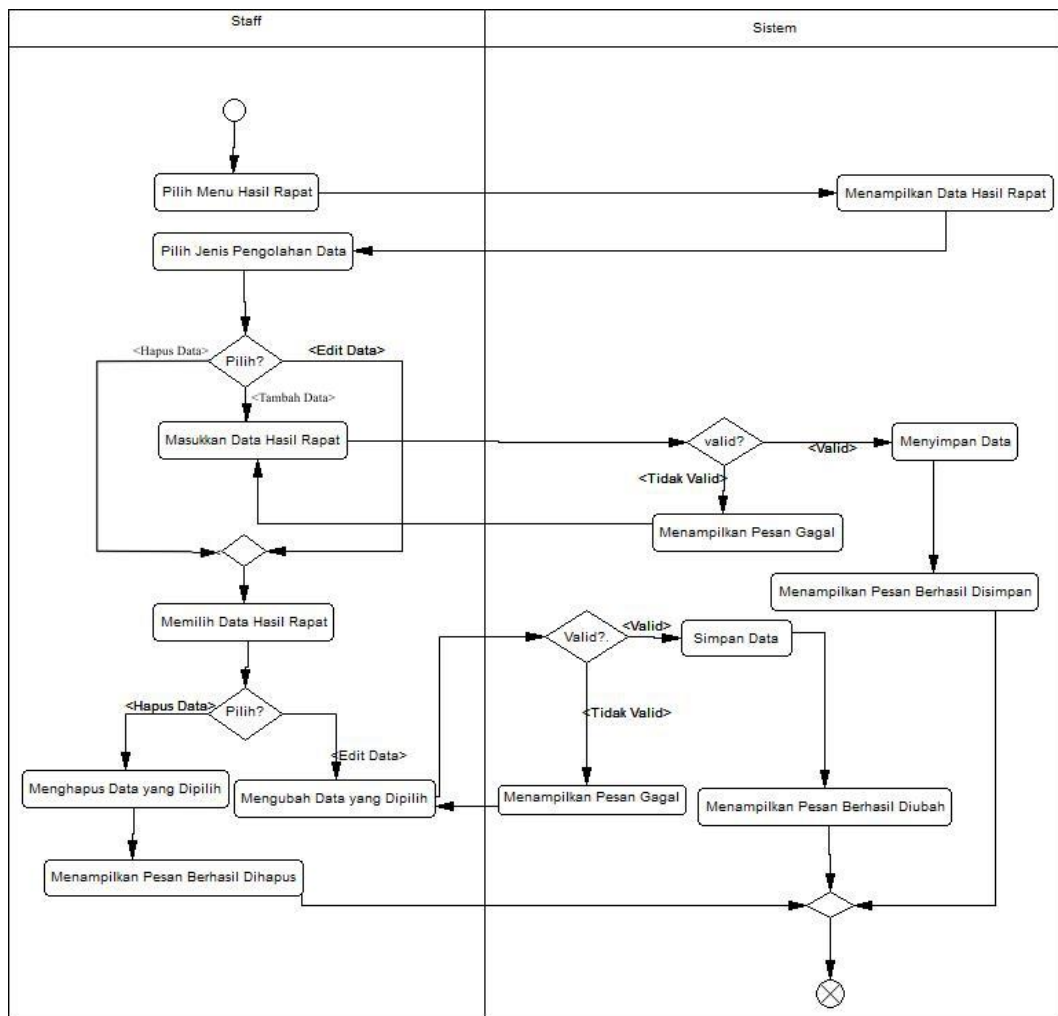 Staff
Sistem
Pilih Menu Hasil Rapat
Menampilkan Data Hasil Rapat
Pilih Jenis Pengolahan Data
<Hapus Data>
Pilih?
<Edit Data>
<Tambah Data>
Masukkan Data Hasil Rapat
valid?
<Valid>
Menyimpan Data
<Tidak Valid>
Menampilkan Pesan Gagal
Menampilkan Pesan Berhasil Disimpan
Memilih Data Hasil Rapat
Valid?.
<Valid>
Simpan Data
<Hapus Data>
Pilih?
<Tidak Valid>
<Edit Data>
Menghapus Data yang Dipilih
Mengubah Data yang Dipilih
Menampilkan Pesan Gagal
Menampilkan Pesan Berhasil Diubah
Menampilkan Pesan Berhasil Dihapus